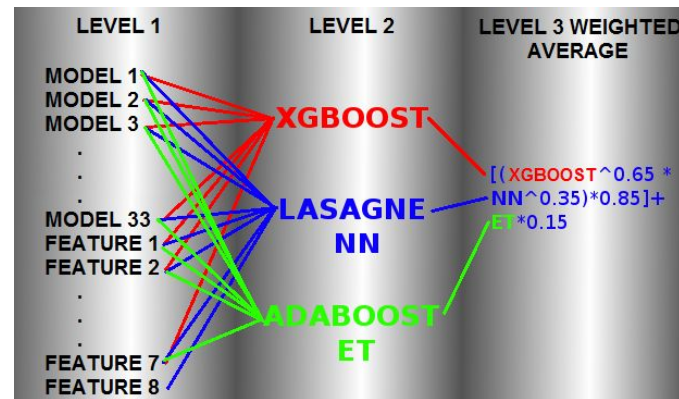 LEVEL 1
MODEL 1
MODEL 2
MODEL 3
.
.
.
MODEL 33
FEATURE 1
FEATURE 2
.
.
.
FEATURE 7
FEATURE 8
LEVEL 2
XGBOOST
LASAGNE
NN
ADABOOST
ET
LEVEL 3 WEIGHTED
AVERAGE
[(XGBOOST^0.65 *
NN^0.35)*0.85]+
ET*0.15